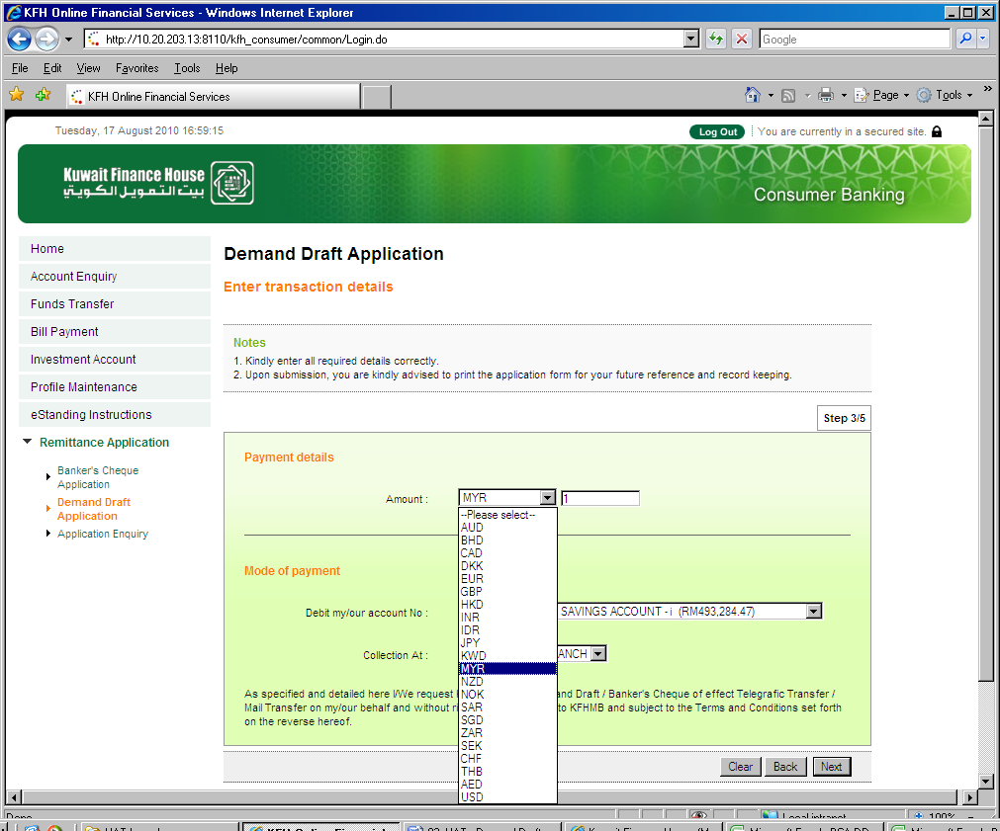 KFH Online Financial Services - Windows Internet Explorer
http://10.20.203.13:8110/kfh_consumer/common/Login.do
Google
File Edit View Favorites Tools Help
KFH Online Financial Services
Page Tools
Tuesday, 17 August 2010 16:59:15
Log Out
You are currently in a secured site.
Kuwait Finance House
بيت التمويل الكويتي
Consumer Banking
Home
Account Enquiry
Funds Transfer
Bill Payment
Investment Account
Profile Maintenance
eStanding Instructions
Remittance Application
Banker's Cheque
Application
Demand Draft
Application
Application Enquiry
Demand Draft Application
Enter transaction details
Notes
1. Kindly enter all required details correctly.
2. Upon submission, you are kindly advised to print the application form for your future reference and record keeping.
Step 3/5
Payment details
Amount : MYR 1
--Please select--
AUD
BHD
CAD
DKK
EUR
GBP
HKD
INR
IDR
JPY
KWD
MYR
NZD
NOK
SAR
SGD
ZAR
SEK
CHF
THB
AED
USD
Mode of payment
Debit my/our account No : SAVINGS ACCOUNT - i (RM493,284.47)
Collection At : ANCH
As specified and detailed here I/We request and Draft / Banker's Cheque of effect Telegrafic Transfer /
Mail Transfer on my/our behalf and without to KFHMB and subject to the Terms and Conditions set forth
on the reverse hereof.
Clear Back Next
Done Local intranet 100%